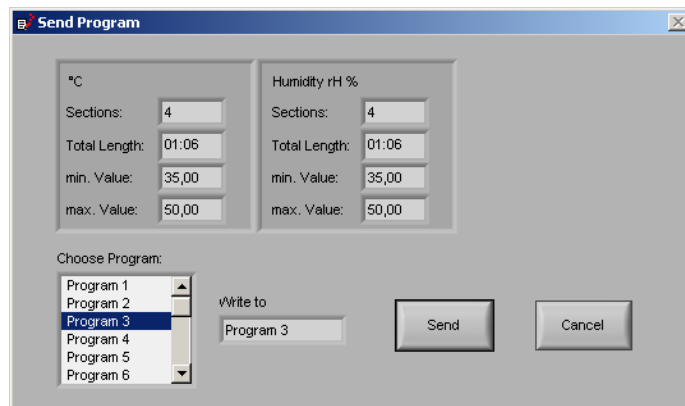 Send Program
°C
Sections: 4
Total Length: 01:06
min. Value: 35,00
max. Value: 50,00
Humidity rH %
Sections: 4
Total Length: 01:06
min. Value: 35,00
max. Value: 50,00
Choose Program:
Program 1
Program 2
Program 3
Program 4
Program 5
Program 6
Write to
Program 3
Send
Cancel